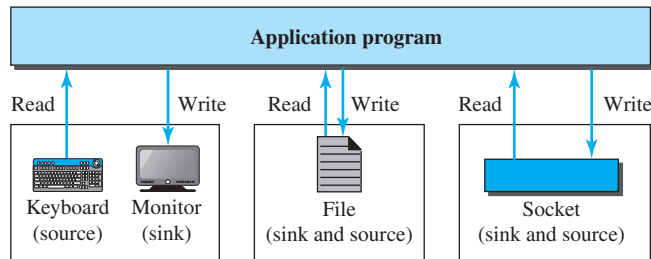 Application program
Read Write Read Write Read Write
Keyboard Monitor File Socket
(source) (sink) (sink and source) (sink and source)